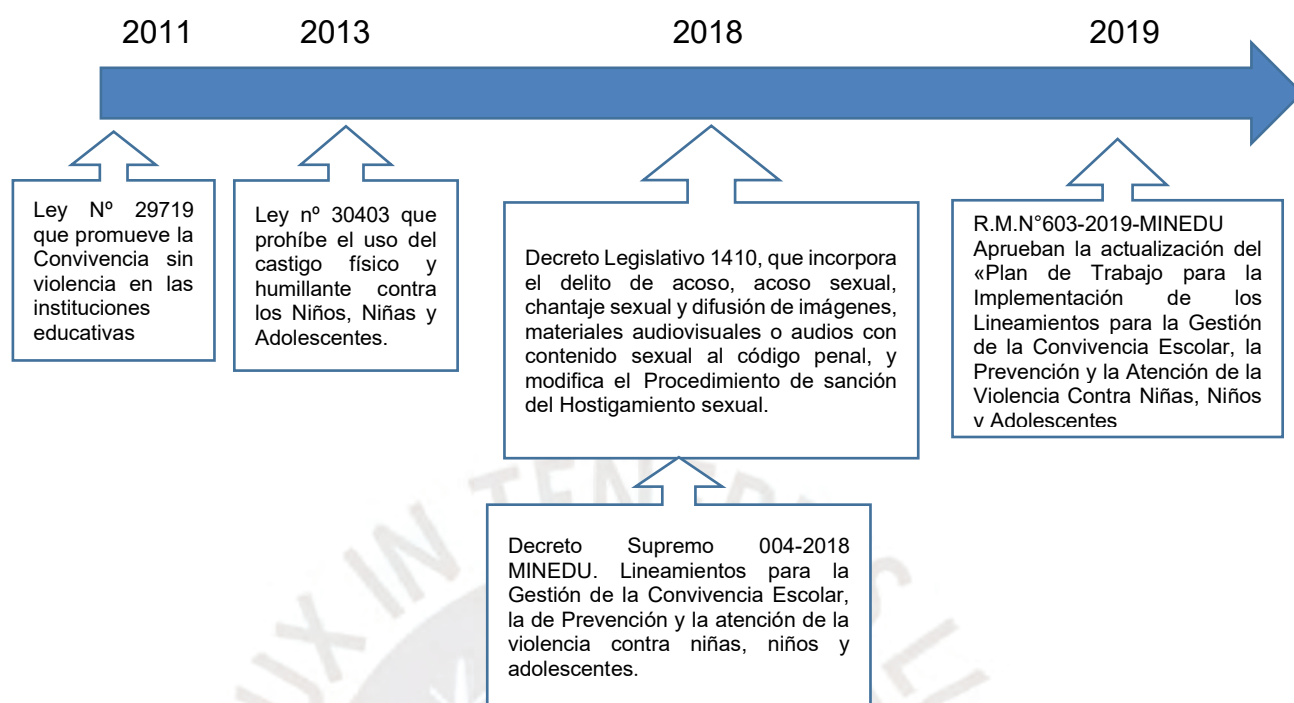 2011
2013
2018
2019
Ley Nº 29719
que promueve la
Convivencia sin
violencia en las
instituciones
educativas
Ley nº 30403 que
prohíbe el uso del
castigo físico y
humillante contra
los Niños, Niñas y
Adolescentes.
Decreto Legislativo 1410, que incorpora
el delito de acoso, acoso sexual,
chantaje sexual y difusión de imágenes,
materiales audiovisuales o audios con
contenido sexual al código penal, y
modifica el Procedimiento de sanción
del Hostigamiento sexual.
R.M.N°603-2019-MINEDU
Aprueban la actualización del
«Plan de Trabajo para la
Implementación de los
Lineamientos para la Gestión
de la Convivencia Escolar, la
Prevención y la Atención de la
Violencia Contra Niñas, Niños
y Adolescentes
Decreto Supremo 004-2018
MINEDU. Lineamientos para la
Gestión de la Convivencia Escolar,
la de Prevención y la atención de la
violencia contra niñas, niños y
adolescentes.